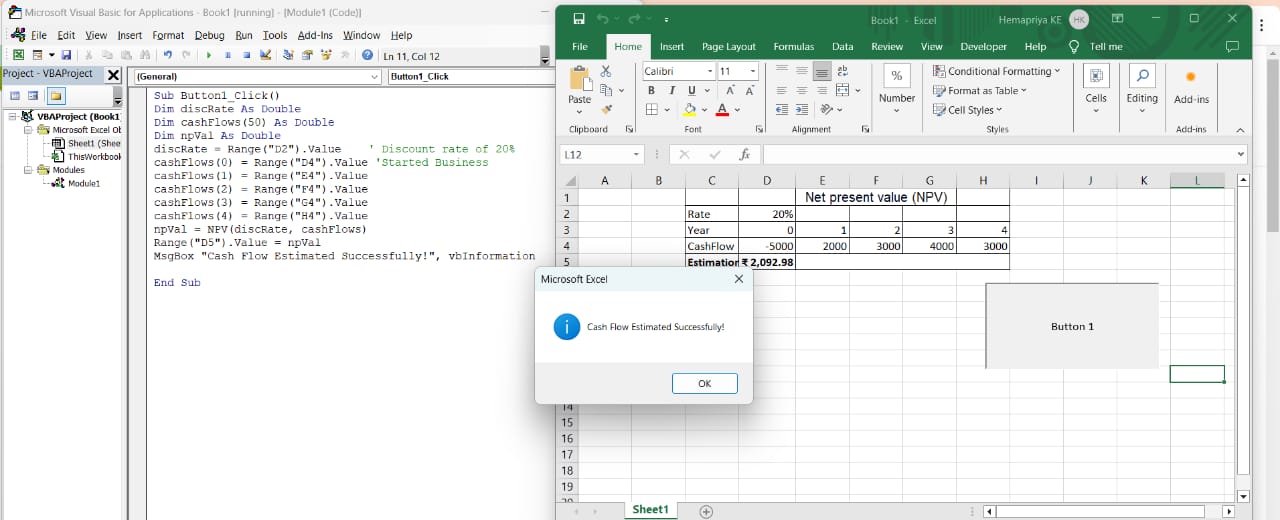 Microsoft Visual Basic for Applications - Book1 [running] - [Module1 (Code)]
File Edit View Insert Format Debug Run Tools Add-Ins Window Help
Ln 11, Col 12
Project - VBAProject
(General)
Button1_Click
VBAProject (Book1
Microsoft Excel Ob
Sheet1 (Shee
ThisWorkbook
Modules
Module1
Sub Button1_Click()
Dim discRate As Double
Dim cashFlows(50) As Double
Dim npvVal As Double
discRate = Range("D2").Value ' Discount rate of 20%
cashFlows(0) = Range("D4").Value 'Started Business
cashFlows(1) = Range("E4").Value
cashFlows(2) = Range("F4").Value
cashFlows(3) = Range("G4").Value
cashFlows(4) = Range("H4").Value
npvVal = NPV(discRate, cashFlows)
Range("D5").Value = npvVal
MsgBox "Cash Flow Estimated Successfully!", vbInformation
End Sub
Book1 - Excel
Hemapriya KE
HK
File Home Insert Page Layout Formulas Data Review View Developer Help Tell me
Paste
Clipboard
Calibri
11
B I U
A A
A
Font
ab
Alignment
%
Number
Conditional Formatting
Format as Table
Cell Styles
Styles
Cells
Editing
Add-ins
Add-ins
L12
fx
A B C D E F G H I J K L
1 Net present value (NPV)
2 Rate 20%
3 Year 0 1 2 3 4
4 CashFlow -5000 2000 3000 4000 3000
5 Estimation ₹ 2,092.98
Microsoft Excel
Cash Flow Estimated Successfully!
OK
Button 1
14
15
16
17
18
19
20
Sheet1